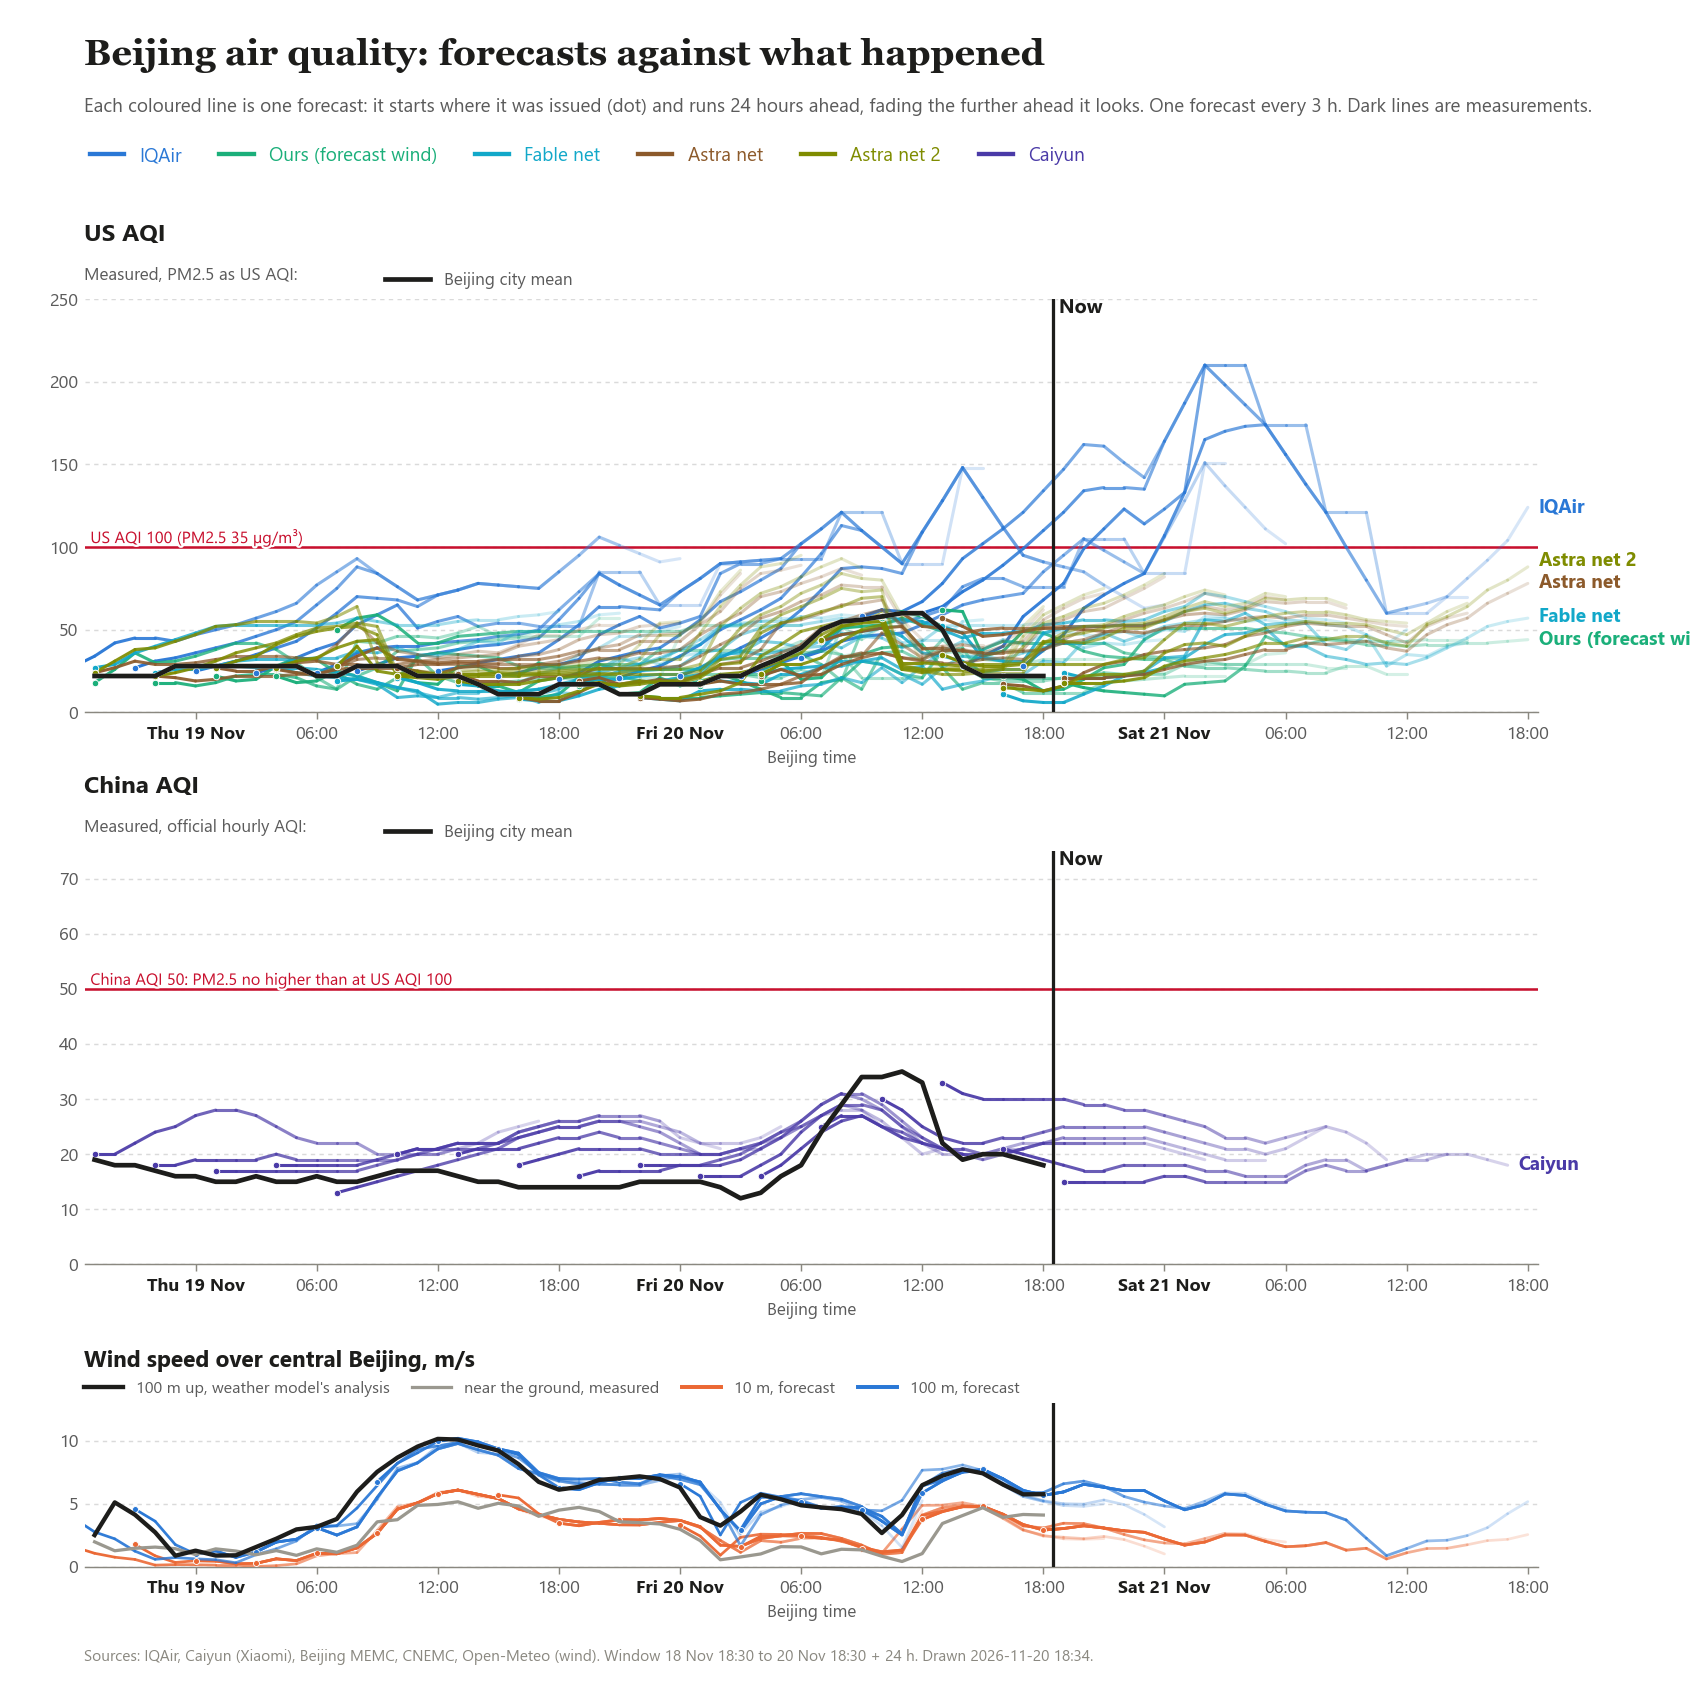 Beijing air quality: forecasts against what happened
Each coloured line is one forecast: it starts where it was issued (dot) and runs 24 hours ahead, fading the further ahead it looks. One forecast every 3 h. Dark lines are measurements.
IQAir Ours (forecast wind) Fable net Astra net Astra net 2 Caiyun
US AQI
Measured, PM2.5 as US AQI: Beijing city mean
250
Now
200
150
IQAir
US AQI 100 (PM2.5 35 µg/m³)
100
Astra net 2
Astra net
Fable net
50
Ours (forecast wi
0
Thu 19 Nov 06:00 12:00 18:00 Fri 20 Nov 06:00 12:00 18:00 Sat 21 Nov 06:00 12:00 18:00
Beijing time
China AQI
Measured, official hourly AQI: Beijing city mean
Now
70
60
China AQI 50: PM2.5 no higher than at US AQI 100
50
40
30
20
Caiyun
10
0
Thu 19 Nov 06:00 12:00 18:00 Fri 20 Nov 06:00 12:00 18:00 Sat 21 Nov 06:00 12:00 18:00
Beijing time
Wind speed over central Beijing, m/s
100 m up, weather model's analysis near the ground, measured 10 m, forecast 100 m, forecast
10
5
0
Thu 19 Nov 06:00 12:00 18:00 Fri 20 Nov 06:00 12:00 18:00 Sat 21 Nov 06:00 12:00 18:00
Beijing time
Sources: IQAir, Caiyun (Xiaomi), Beijing MEMC, CNEMC, Open-Meteo (wind). Window 18 Nov 18:30 to 20 Nov 18:30 + 24 h. Drawn 2026-11-20 18:34.